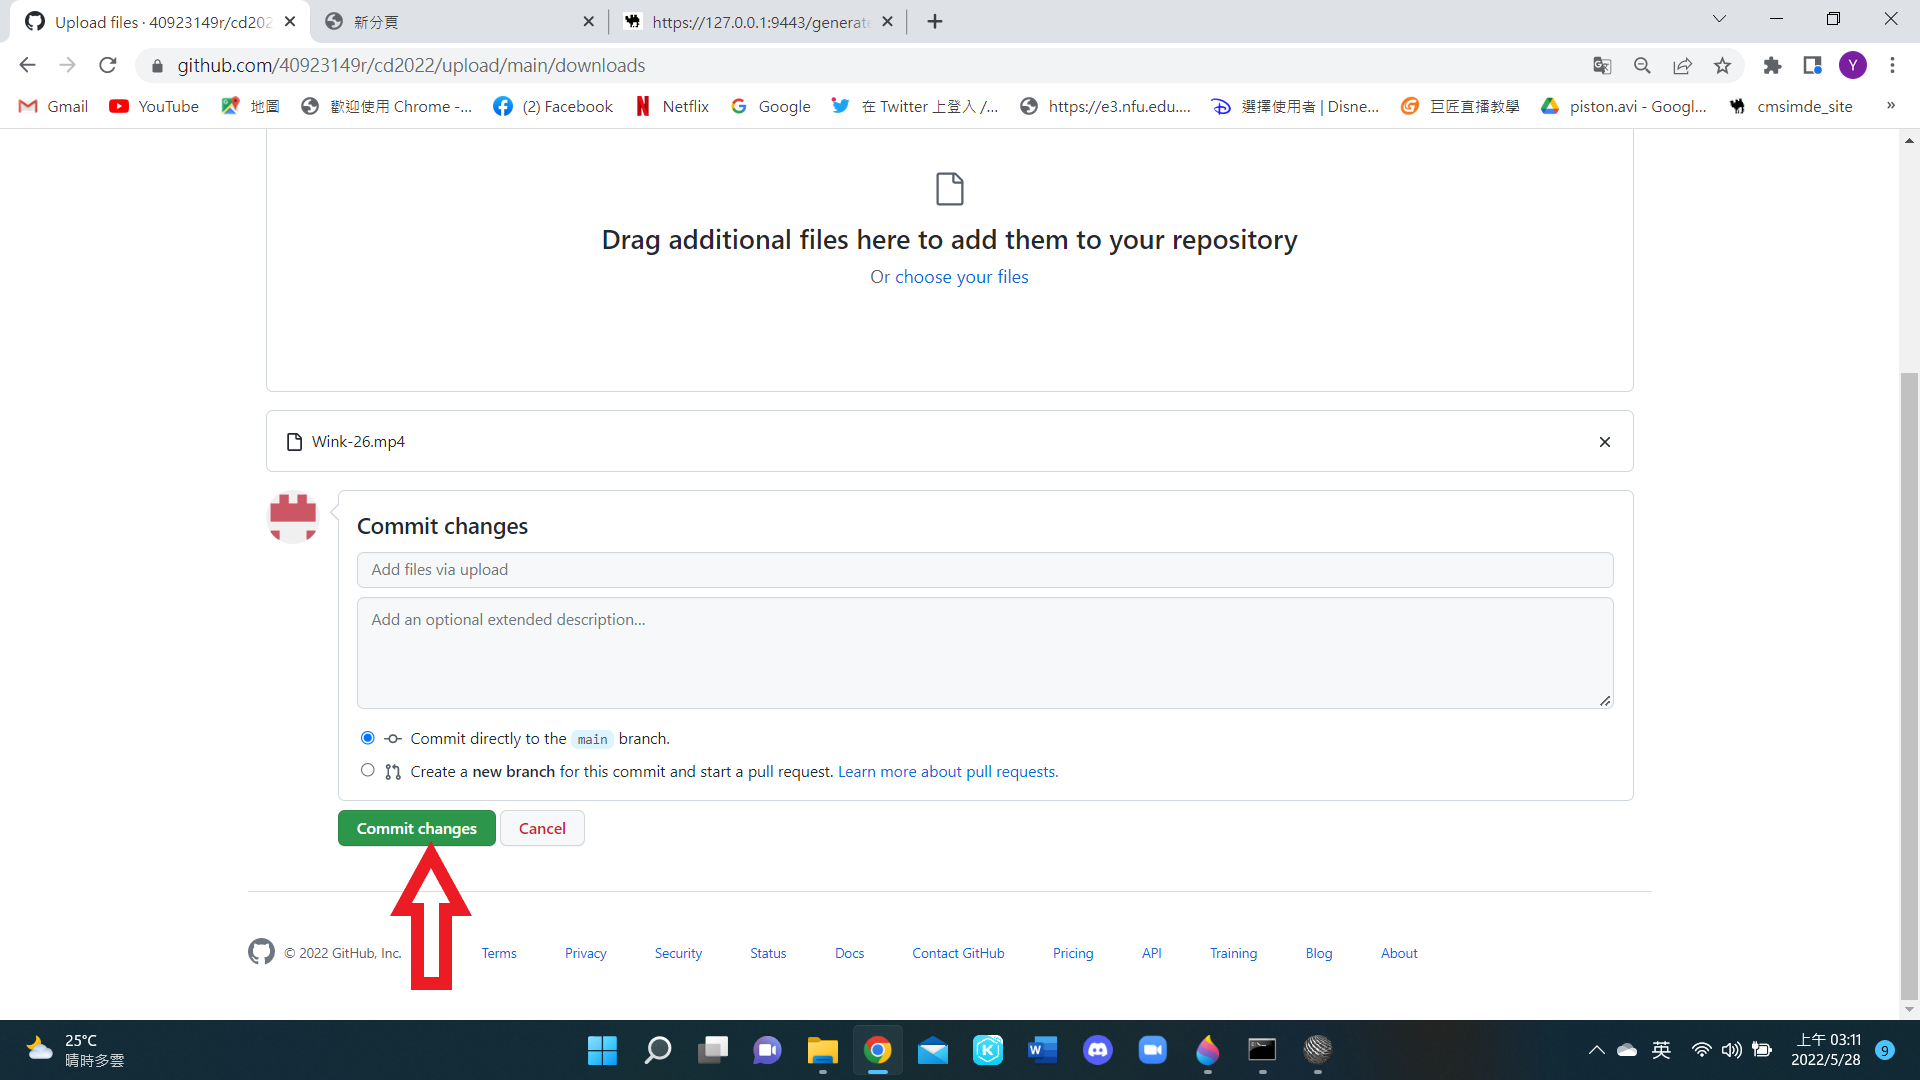 Upload files · 40923149r/cd202
新分頁
https://127.0.0.1:9443/generate
github.com/40923149r/cd2022/upload/main/downloads
Y
Gmail
YouTube
地圖
歡迎使用 Chrome -...
(2) Facebook
Netflix
Google
在 Twitter 上登入 /...
https://e3.nfu.edu....
選擇使用者 | Disne...
巨匠直播教學
piston.avi - Googl...
cmsimde_site
»
Drag additional files here to add them to your repository
Or choose your files
Wink-26.mp4
Commit changes
Add files via upload
Add an optional extended description...
Commit directly to the main branch.
Create a new branch for this commit and start a pull request. Learn more about pull requests.
Commit changes
Cancel
© 2022 GitHub, Inc.
Terms
Privacy
Security
Status
Docs
Contact GitHub
Pricing
API
Training
Blog
About
25°C
晴時多雲
英
上午 03:11
2022/5/28
9